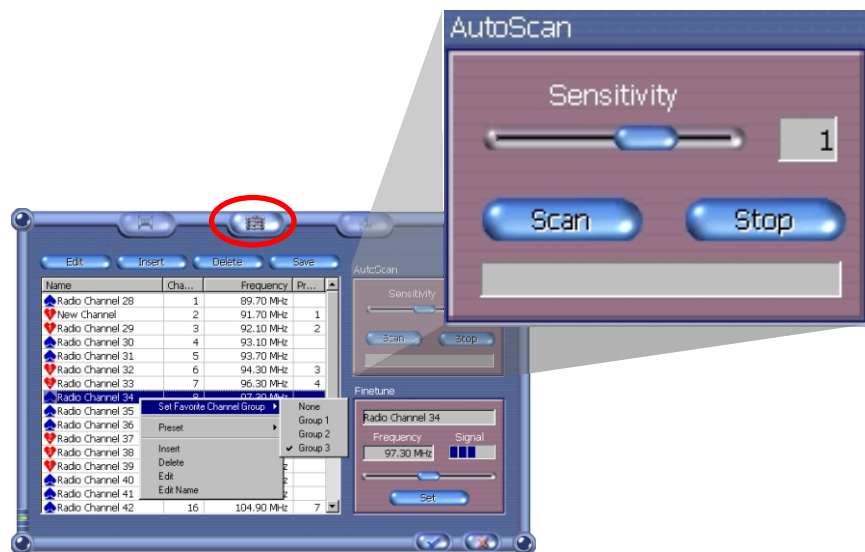 AutoScan
Sensitivity
1
Scan Stop
Edit Insert Delete Save
Name Cha... Frequency Pr...
Radio Channel 28 1 89.70 MHz
New Channel 2 91.70 MHz 1
Radio Channel 29 3 92.10 MHz 2
Radio Channel 30 4 93.10 MHz
Radio Channel 31 5 93.70 MHz
Radio Channel 32 6 94.30 MHz 3
Radio Channel 33 7 96.30 MHz 4
Radio Channel 34 8 97.30 MHz
Radio Channel 35
Radio Channel 36
Radio Channel 37
Radio Channel 38
Radio Channel 39
Radio Channel 40
Radio Channel 41
Radio Channel 42 16 104.90 MHz 7
Set Favorite Channel Group
Preset
Insert
Delete
Edit
Edit Name
None
Group 1
Group 2
Group 3
AutoScan
Sensitivity
Scan Stop
Finetune
Radio Channel 34
Frequency Signal
97.30 MHz
Set